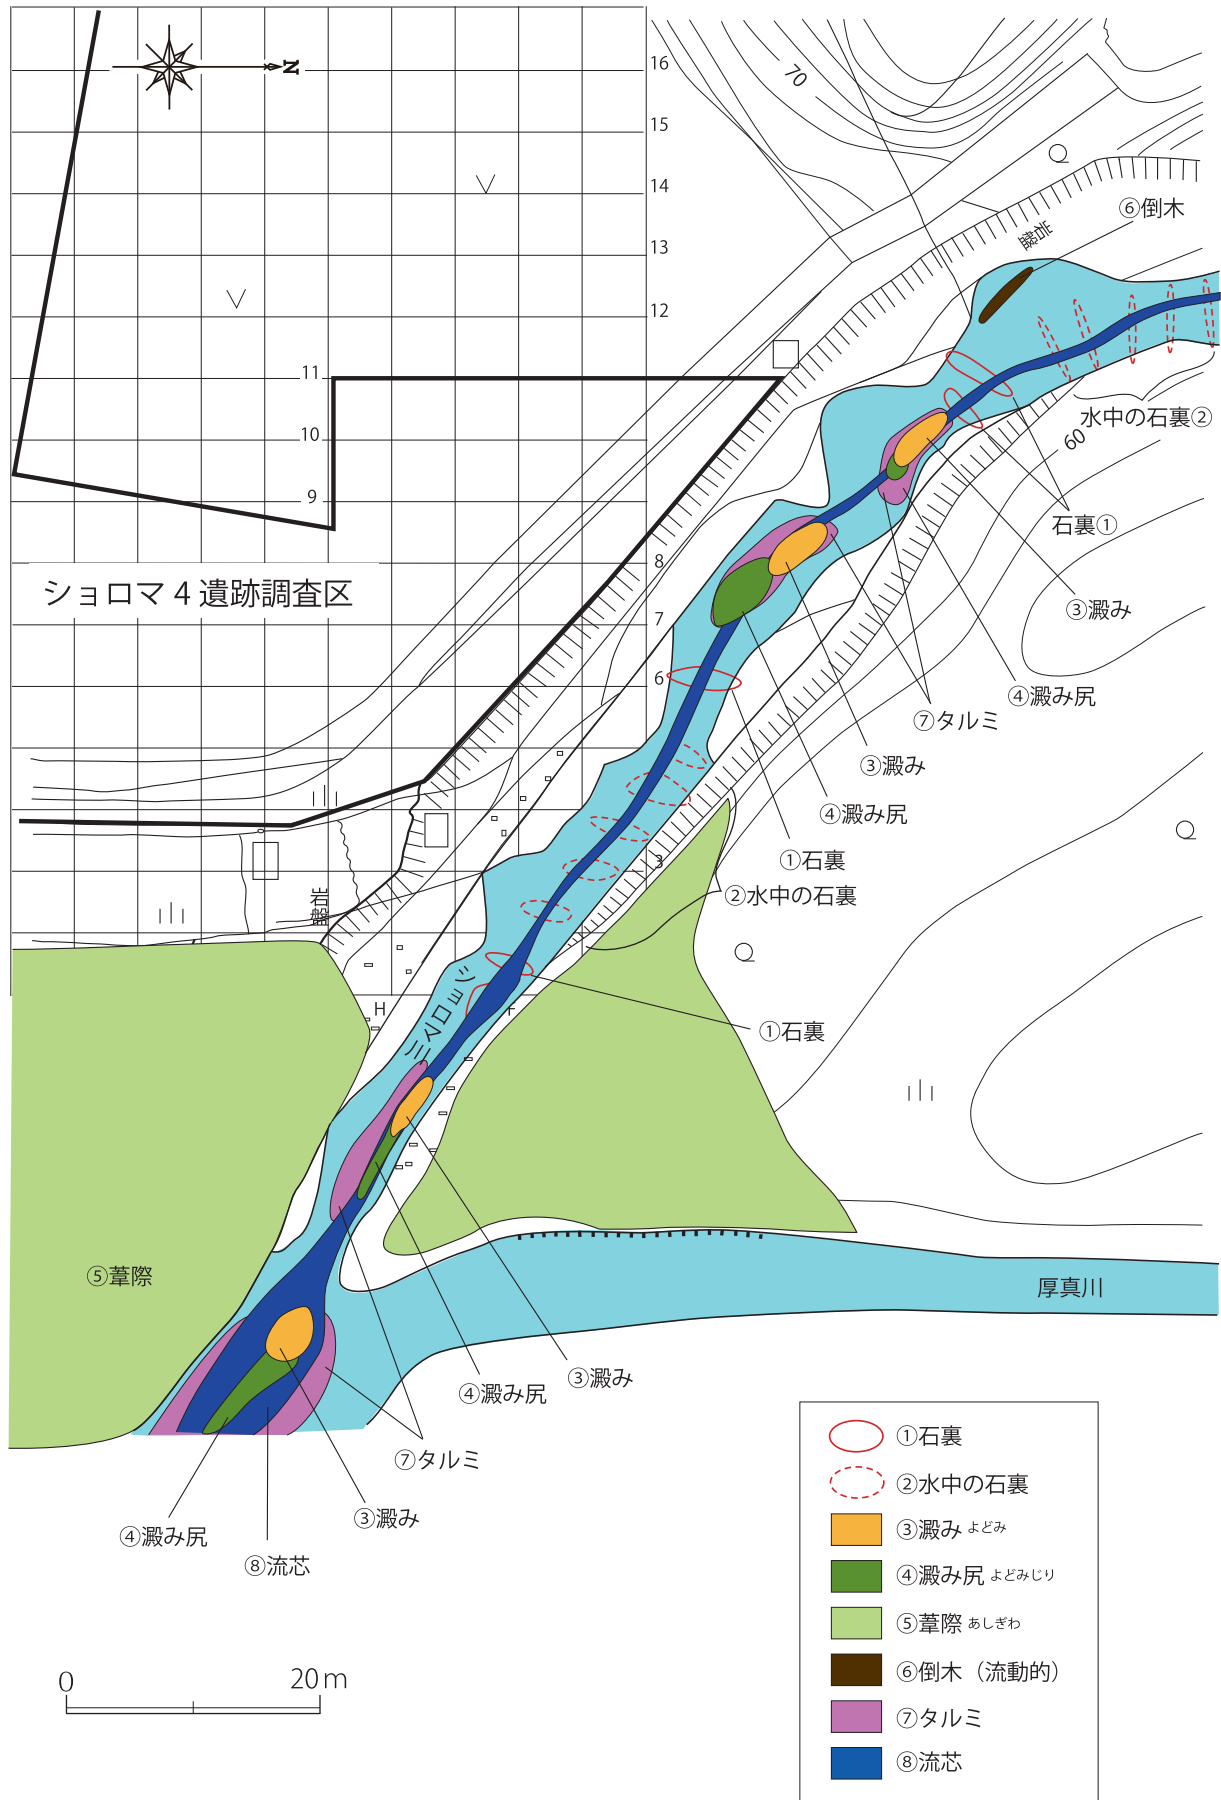 N
16
15
14
13
12
11
10
9
8
7
6
3
70
60
H
F
⑥倒木
岩盤
水中の石裏②
石裏①
③澱み
④澱み尻
⑦タルミ
③澱み
④澱み尻
①石裏
②水中の石裏
①石裏
ショロマ4遺跡調査区
岩盤
ショロマ川
⑤葦際
厚真川
③澱み
④澱み尻
⑦タルミ
③澱み
④澱み尻
⑧流芯
0 20m
①石裏
②水中の石裏
③澱み よどみ
④澱み尻 よどみじり
⑤葦際 あしぎわ
⑥倒木（流動的）
⑦タルミ
⑧流芯